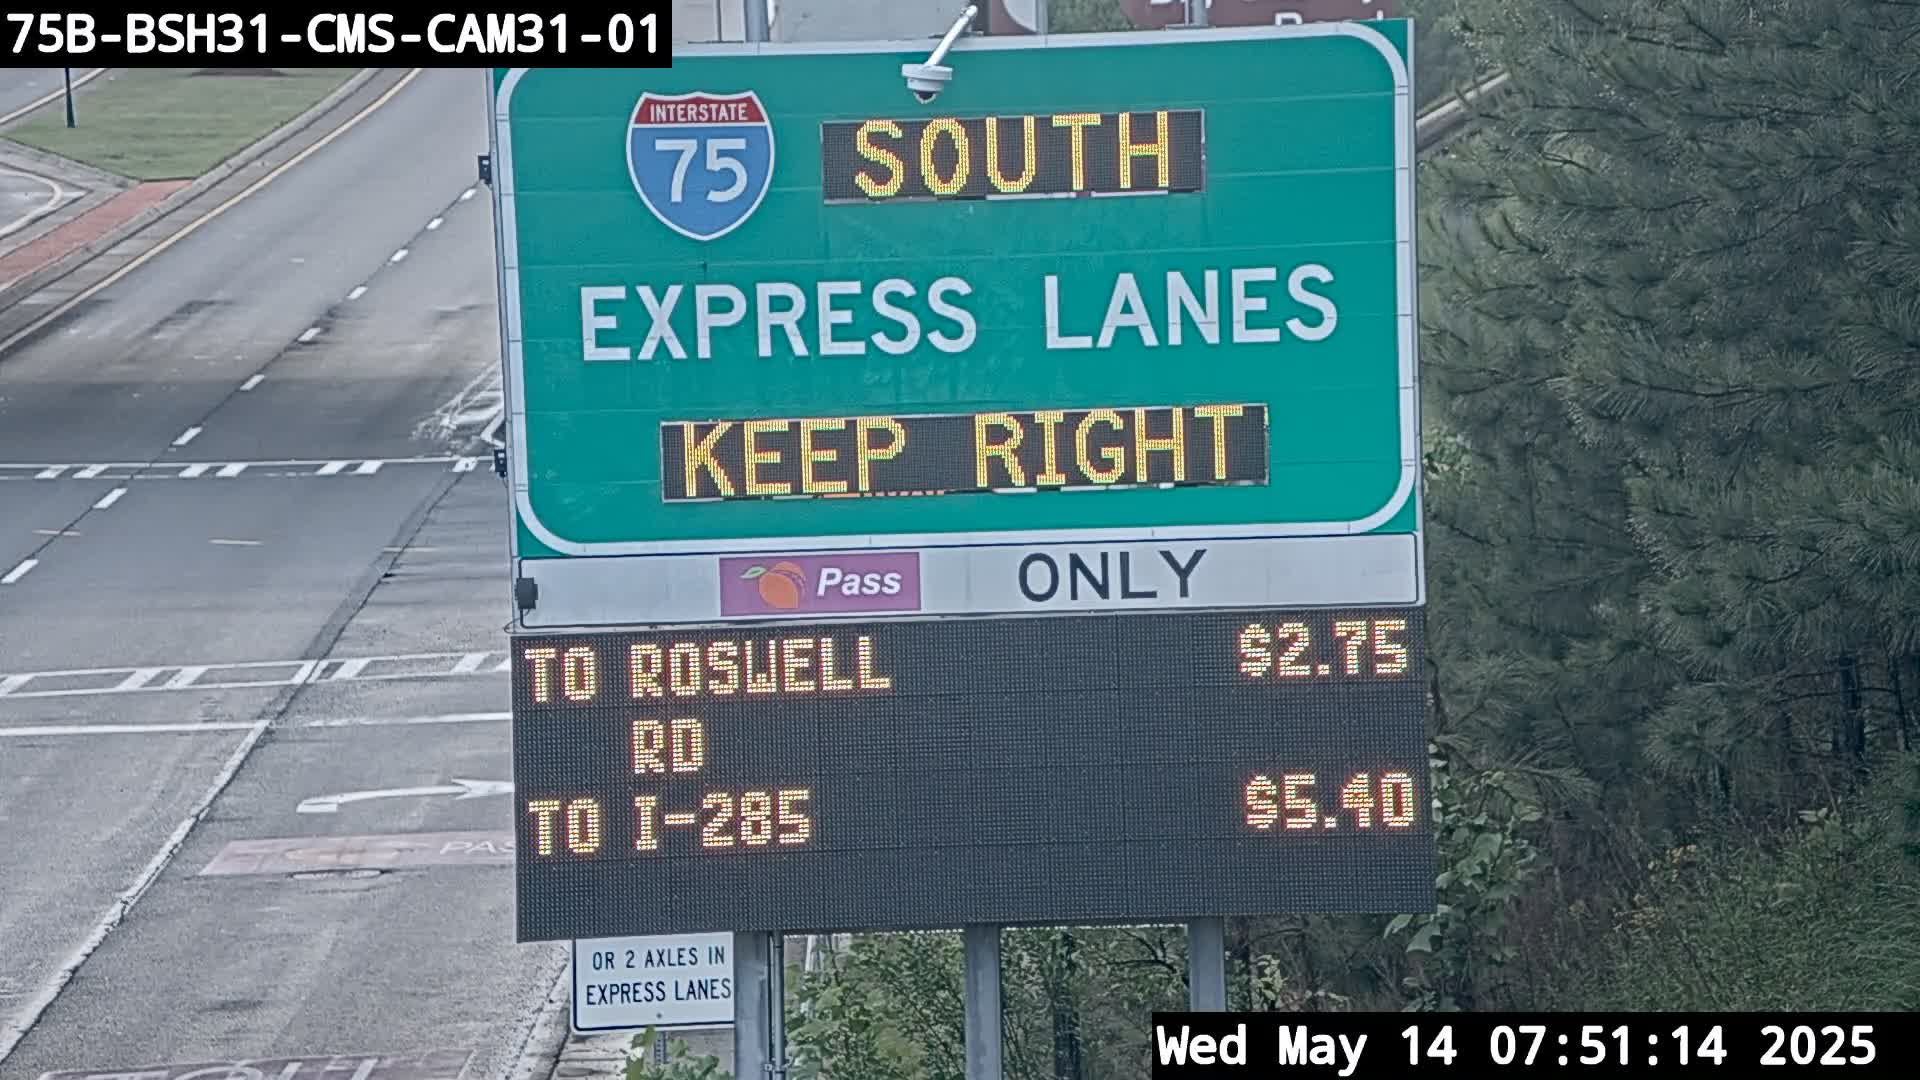 75B-BSH31-CMS-CAM31-01
INTERSTATE
75
SOUTH
EXPRESS LANES
KEEP RIGHT
Pass
ONLY
TO ROSWELL $2.75
RD
TO I-285 $5.40
OR 2 AXLES IN
EXPRESS LANES
Wed May 14 07:51:14 2025